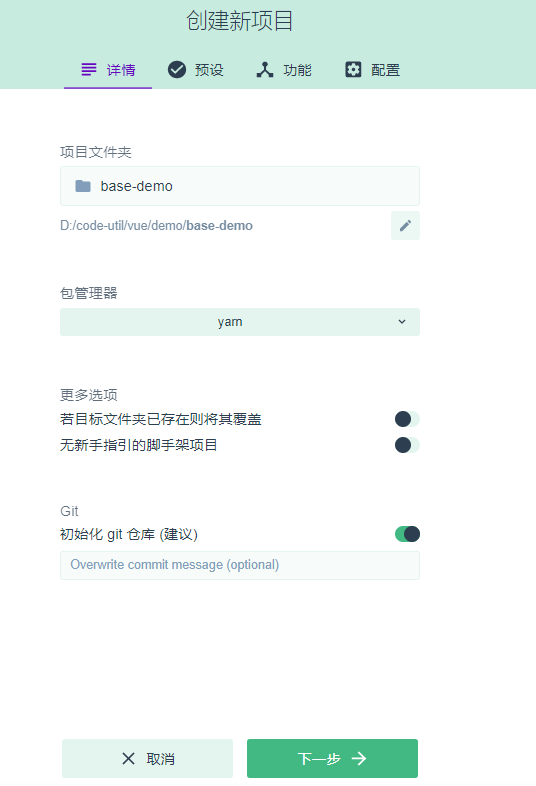 创建新项目
详情 预设 功能 配置
项目文件夹
base-demo
D:/code-util/vue/demo/base-demo
包管理器
yarn
更多选项
若目标文件夹已存在则将其覆盖
无新手指引的脚手架项目
Git
初始化 git 仓库 (建议)
Overwrite commit message (optional)
取消 下一步